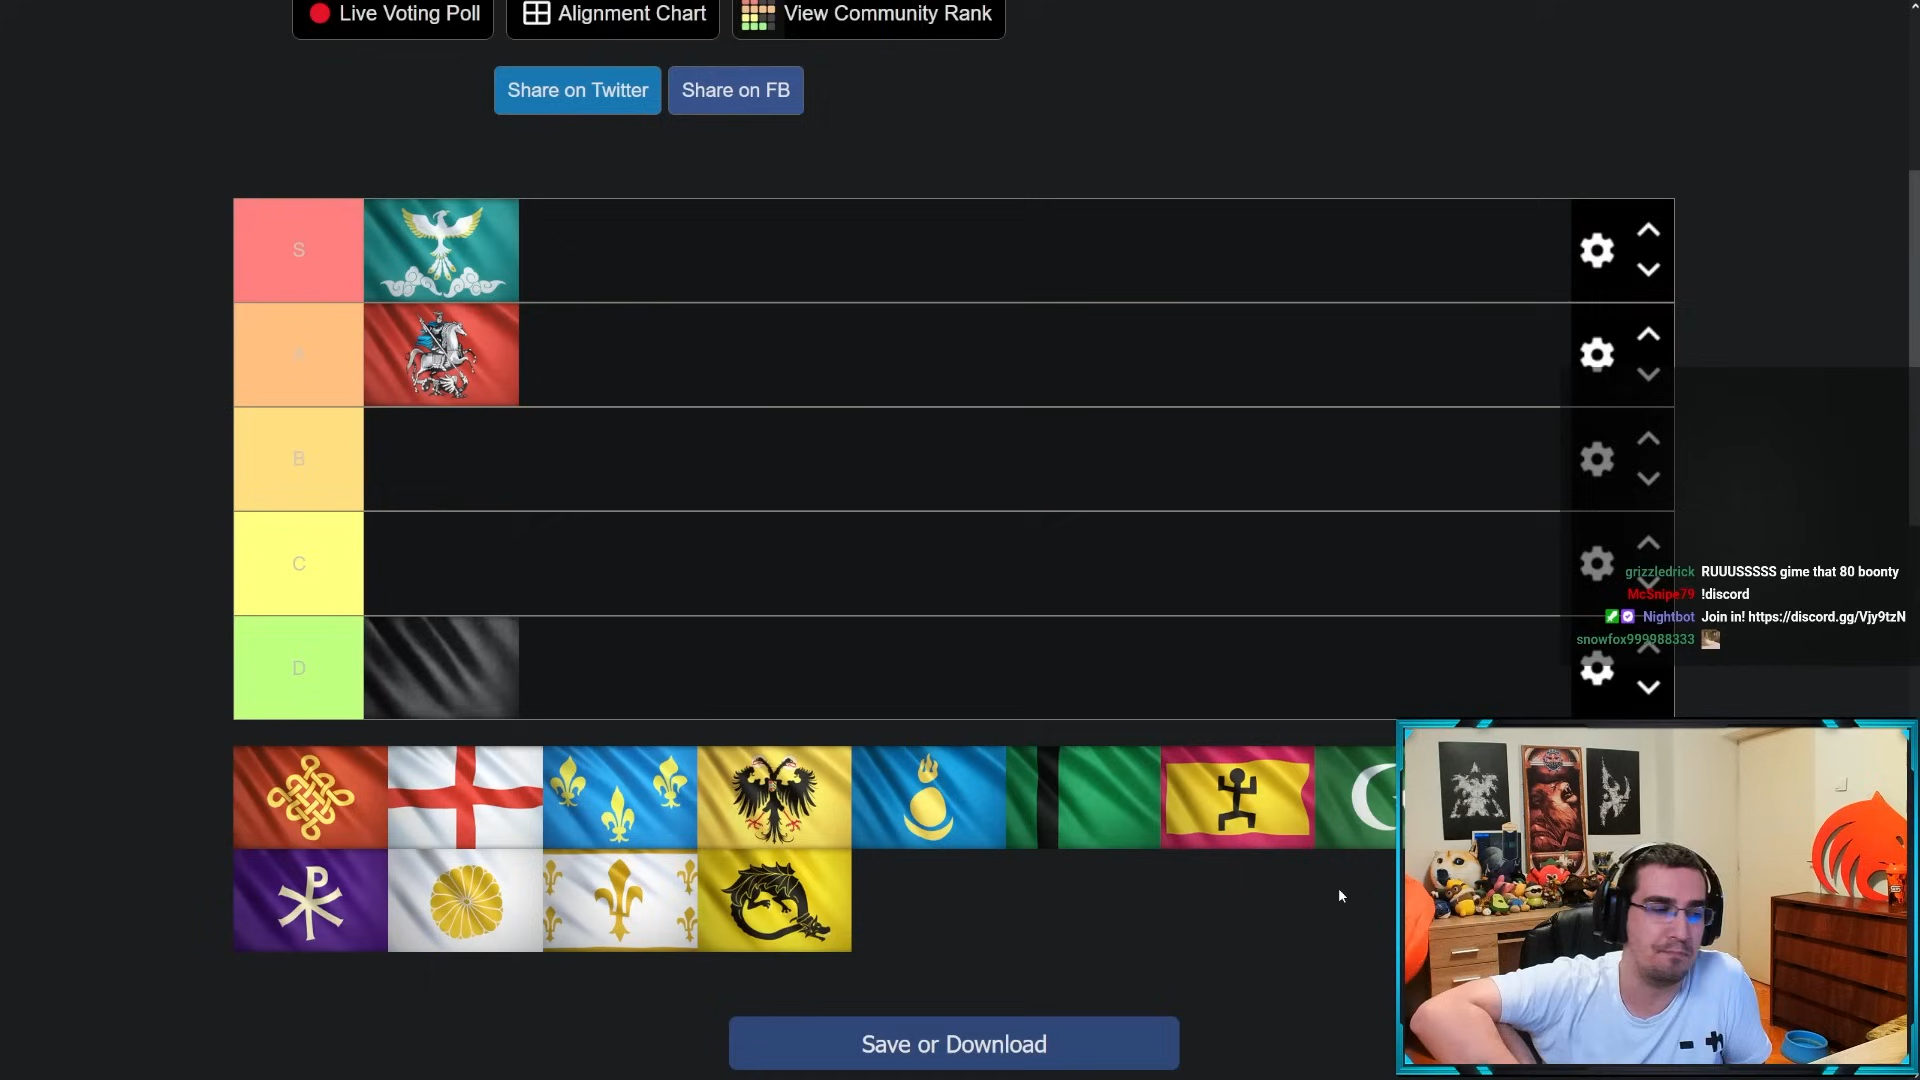 Live Voting Poll
Alignment Chart
View Community Rank
Share on Twitter
Share on FB
S
A
B
C
D
grizzledrick RUUUSSSSS gime that 80 boonty
McSnipe79 !discord
Nightbot Join in! https://discord.gg/Vjy9tzN
snowfox999988333
Save or Download